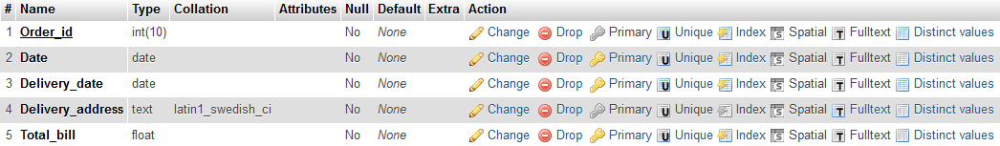 # Name Type Collation Attributes Null Default Extra Action
1 Order_id int(10) No None Change Drop Primary Unique Index Spatial Fulltext Distinct values
2 Date date No None Change Drop Primary Unique Index Spatial Fulltext Distinct values
3 Delivery_date date No None Change Drop Primary Unique Index Spatial Fulltext Distinct values
4 Delivery_address text latin1_swedish_ci No None Change Drop Primary Unique Index Spatial Fulltext Distinct values
5 Total_bill float No None Change Drop Primary Unique Index Spatial Fulltext Distinct values